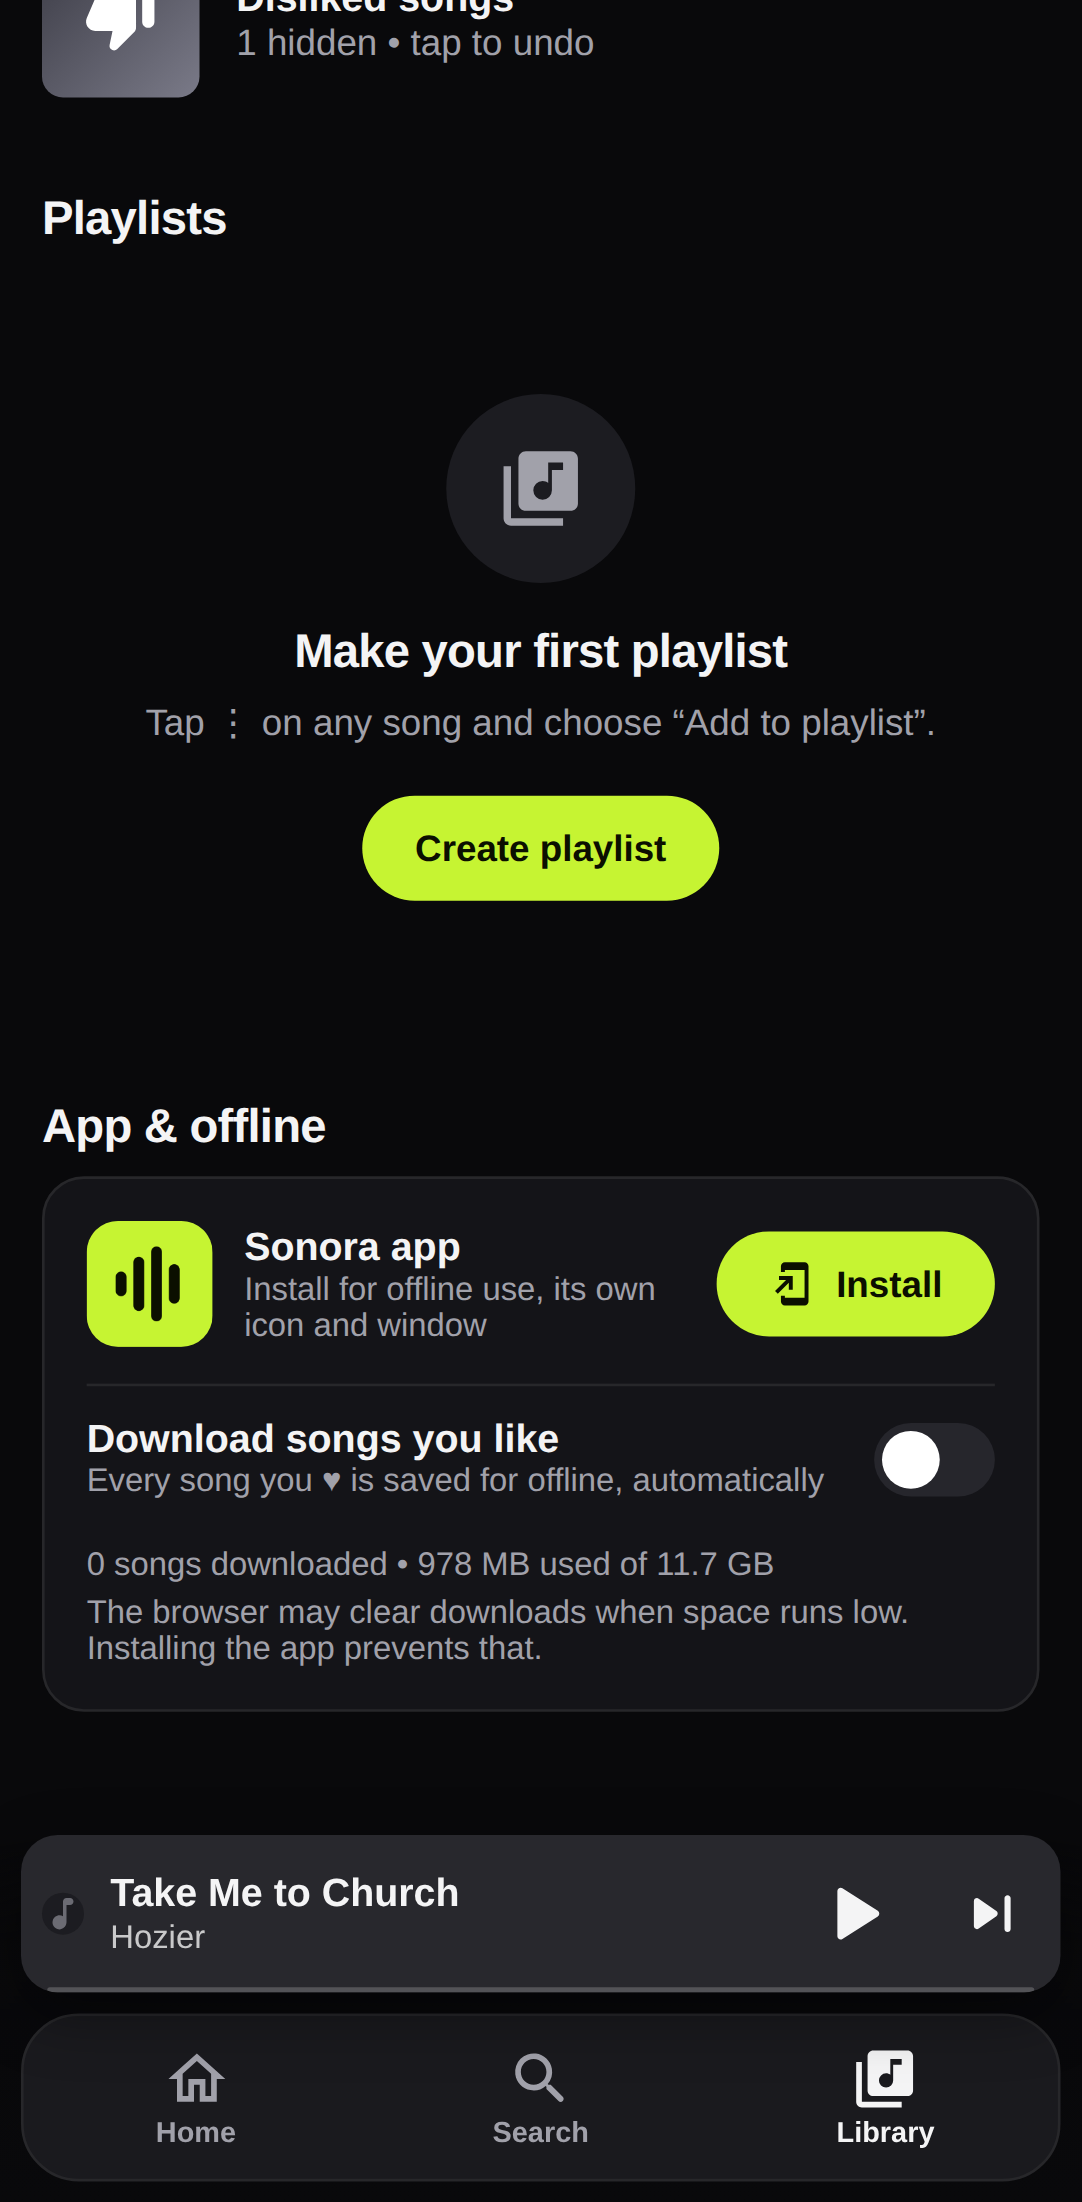 Disliked songs
1 hidden • tap to undo
Playlists
Make your first playlist
Tap ⋮ on any song and choose “Add to playlist”.
Create playlist
App & offline
Sonora app
Install for offline use, its own
icon and window
Install
Download songs you like
Every song you ♥ is saved for offline, automatically
0 songs downloaded • 978 MB used of 11.7 GB
The browser may clear downloads when space runs low.
Installing the app prevents that.
Take Me to Church
Hozier
Home
Search
Library